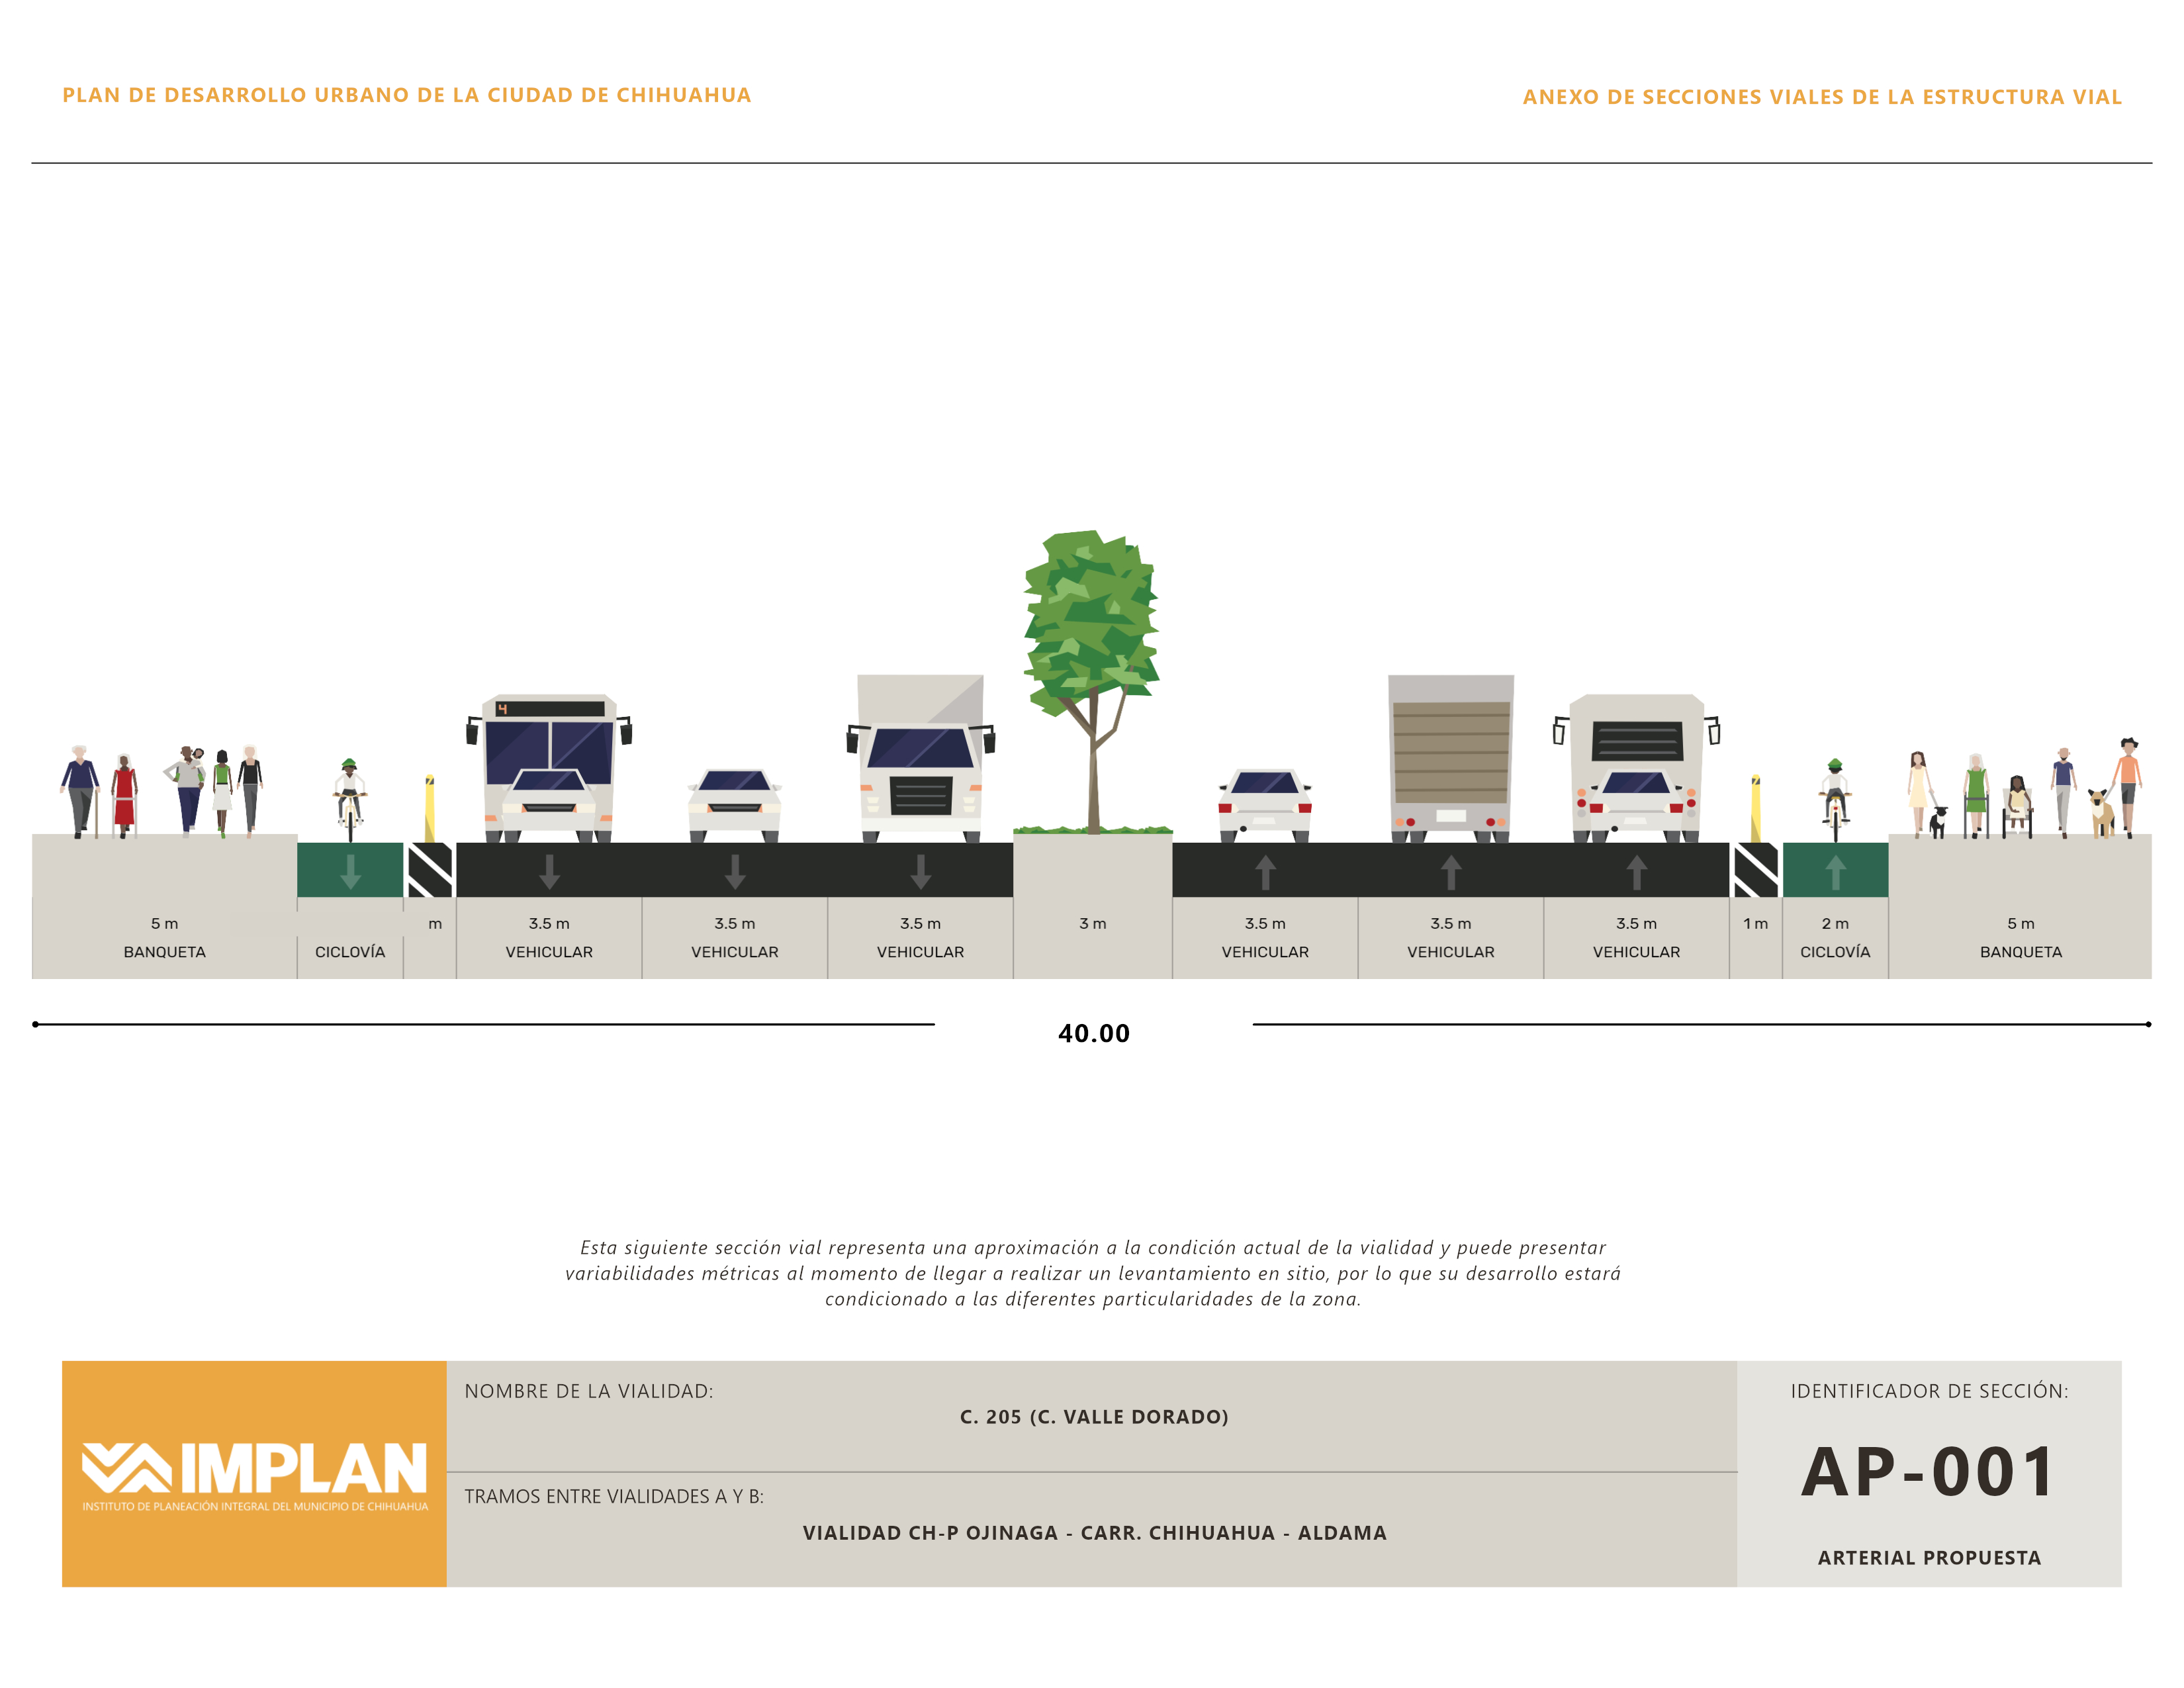 PLAN DE DESARROLLO URBANO DE LA CIUDAD DE CHIHUAHUA
ANEXO DE SECCIONES VIALES DE LA ESTRUCTURA VIAL
4
5 m
BANQUETA
CICLOVÍA
m
3.5 m
VEHICULAR
3.5 m
VEHICULAR
3.5 m
VEHICULAR
3 m
3.5 m
VEHICULAR
3.5 m
VEHICULAR
3.5 m
VEHICULAR
1 m
2 m
CICLOVÍA
5 m
BANQUETA
40.00
Esta siguiente sección vial representa una aproximación a la condición actual de la vialidad y puede presentar
variabilidades métricas al momento de llegar a realizar un levantamiento en sitio, por lo que su desarrollo estará
condicionado a las diferentes particularidades de la zona.
IMPLAN
INSTITUTO DE PLANEACIÓN INTEGRAL DEL MUNICIPIO DE CHIHUAHUA
NOMBRE DE LA VIALIDAD:
C. 205 (C. VALLE DORADO)
TRAMOS ENTRE VIALIDADES A Y B:
VIALIDAD CH-P OJINAGA - CARR. CHIHUAHUA - ALDAMA
IDENTIFICADOR DE SECCIÓN:
AP-001
ARTERIAL PROPUESTA